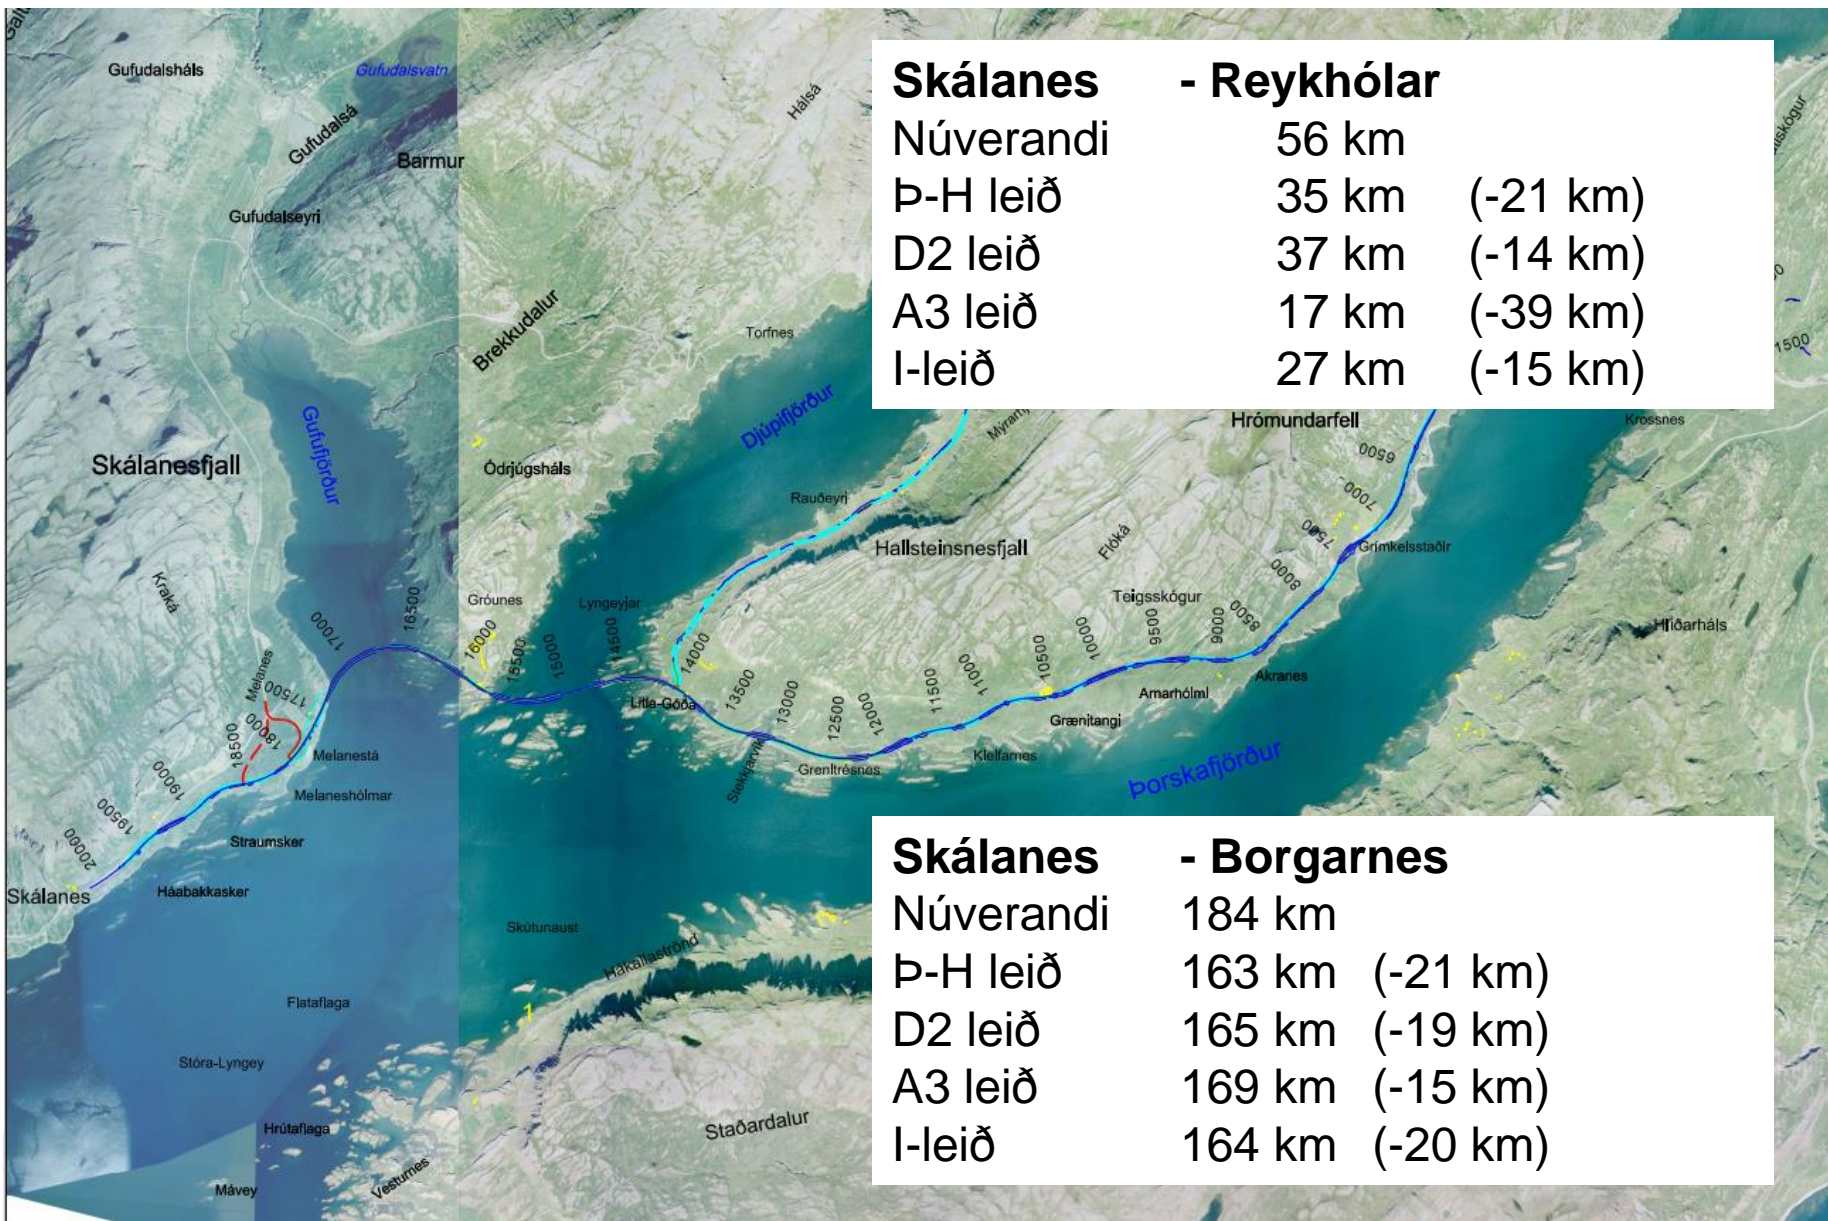 Gufudalsháls
Gufudalsvatn
Gufudalsá
Barmur
Hálsá
Gufudalseyri
Brekkudalur
Torfnes
Skálanes - Reykhólar
Núverandi 56 km
Þ-H leið 35 km (-21 km)
D2 leið 37 km (-14 km)
A3 leið 17 km (-39 km)
I-leið 27 km (-15 km)
1500
Gufufjörður
Djúpifjörður
Hrómundarfell
Krossnes
Skálanesfjall
Ódrjúgsháls
6500
7000
7500
Rauðeyri
Hallsteinsnesfjall
Flóká
Grímkelsstaðir
8000
Kraká
Gróunes
Lyngeyjar
Teigsskógur
8500
9000
9500
10000
10500
11000
11500
12000
12500
13000
13500
14000
14500
15000
15500
16000
16500
17000
17500
18000
18500
19000
19500
20000
Hlíðarháls
Melanes
Litla-Gróða
Akranes
Arnarhólmi
Grænitangi
Kleifarnes
Grenitrésnes
Stekkjarvík
Þorskafjörður
Melanestá
Melaneshólmar
Straumsker
Háabakkasker
Skálanes
Skútunaust
Hákallaströnd
Flataflaga
Stóra-Lyngey
Hrútaflaga
Mávey
Vesturnes
Staðardalur
Skálanes - Borgarnes
Núverandi 184 km
Þ-H leið 163 km (-21 km)
D2 leið 165 km (-19 km)
A3 leið 169 km (-15 km)
I-leið 164 km (-20 km)